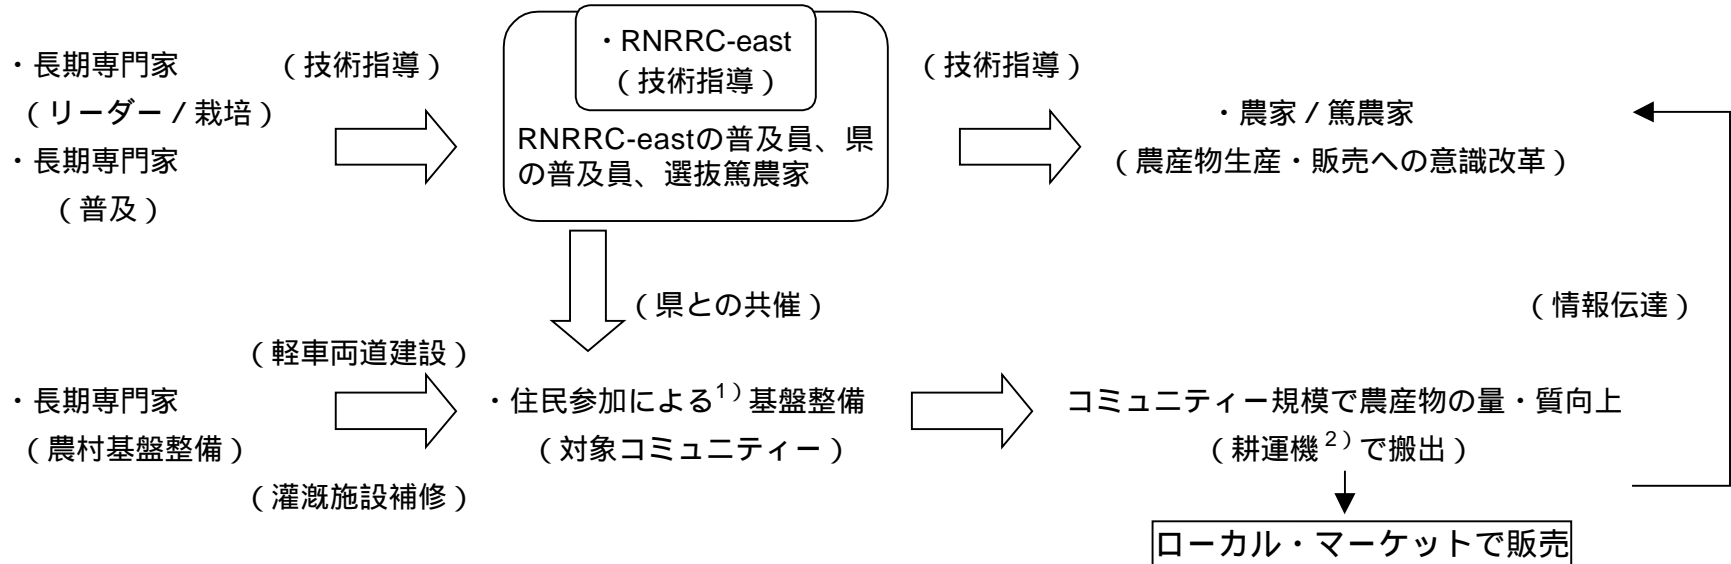 ・長期専門家
（リーダー / 栽培）
・長期専門家
（普及）
（技術指導）
・RNRRC-east
（技術指導）
RNRRC-eastの普及員、県
の普及員、選抜篤農家
（技術指導）
・農家 / 篤農家
（農産物生産・販売への意識改革）
（県との共催）
（情報伝達）
（軽車両道建設）
・長期専門家
（農村基盤整備）
（灌漑施設補修）
・住民参加による1）基盤整備
（対象コミュニティー）
コミュニティー規模で農産物の量・質向上
（耕運機2）で搬出）
ローカル・マーケットで販売